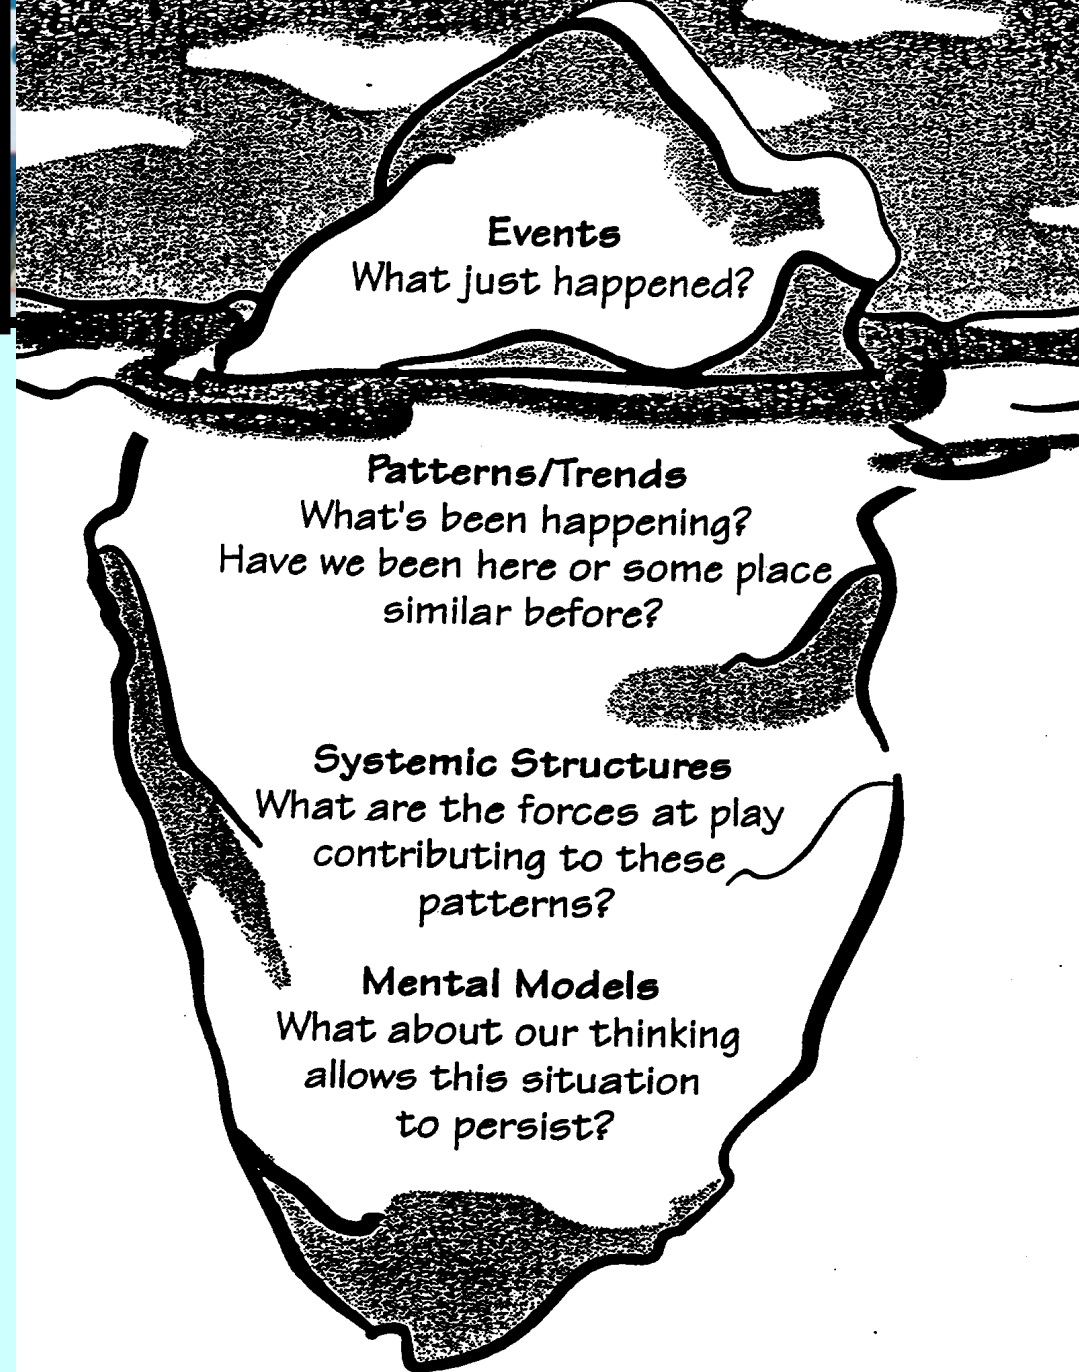 Events
What just happened?
Patterns/Trends
What's been happening?
Have we been here or some place
similar before?
Systemic Structures
What are the forces at play
contributing to these
patterns?
Mental Models
What about our thinking
allows this situation
to persist?